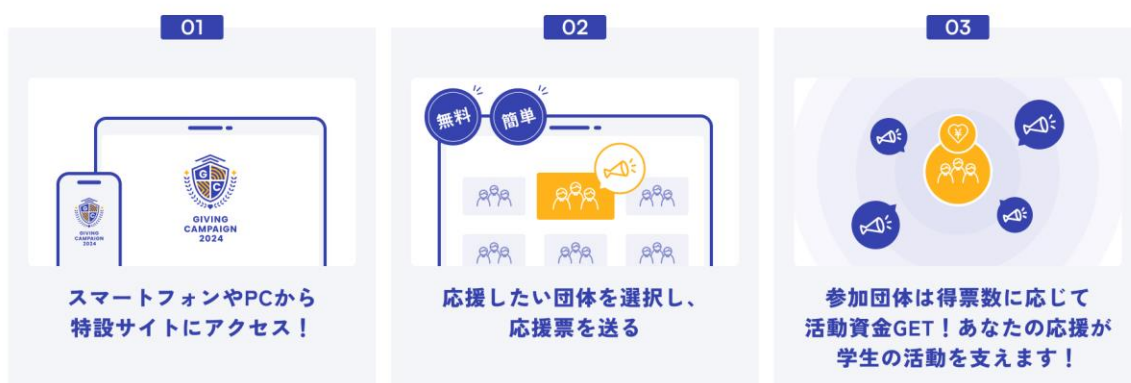 01
GC
GIVING
CAMPAIGN
2024
GC
GIVING
CAMPAIGN
2024
スマートフォンやPCから
特設サイトにアクセス！
02
無料
簡単
応援したい団体を選択し、
応援票を送る
03
¥
参加団体は得票数に応じて
活動資金GET！あなたの応援が
学生の活動を支えます！